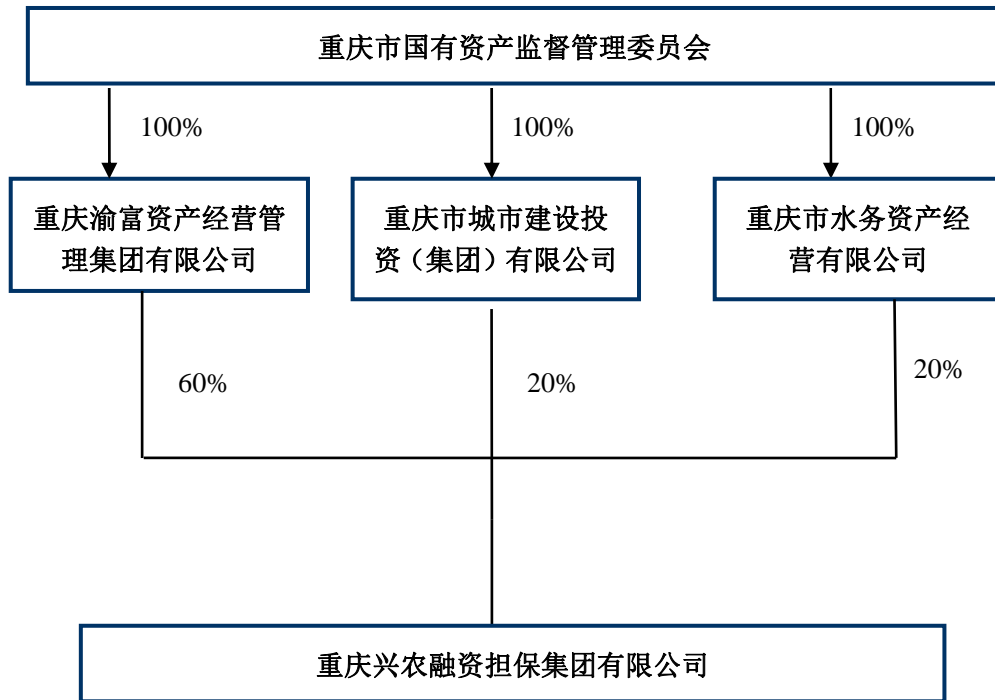 重庆市国有资产监督管理委员会
100%
100%
100%
重庆渝富资产经营管
理集团有限公司
重庆市城市建设投
资（集团）有限公司
重庆市水务资产经
营有限公司
60%
20%
20%
重庆兴农融资担保集团有限公司